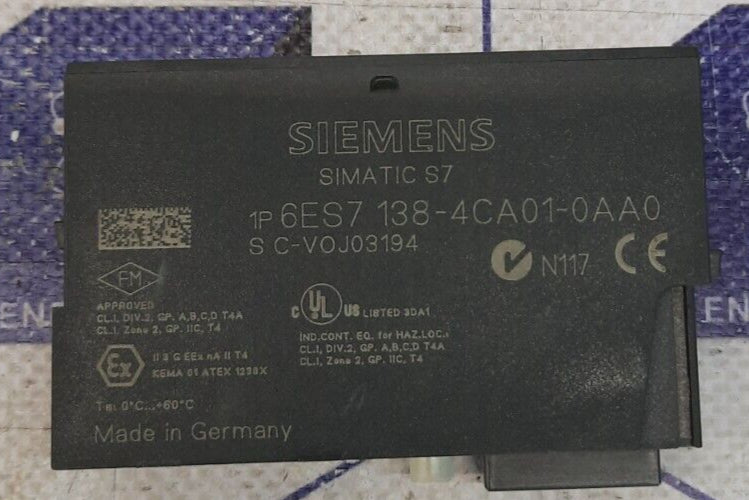 SIEMENS
SIMATIC S7
1P 6ES7 138-4CA01-0AA0
S C-VOJ03194
N117 CE
FM
APPROVED
CL.I, DIV.2, GP. A,B,C,D T4A
CL.I, Zone 2, GP. IIC, T4
C UL US LISTED 3DA1
IND.CONT. EQ. for HAZ.LOC.:
CL.I, DIV.2, GP. A,B,C,D T4A
CL.I, Zone 2, GP. IIC, T4
Ex II 3 G EEx nA II T4
KEMA 01 ATEX 1238X
0°C...+60°C
Made in Germany
EN
EN